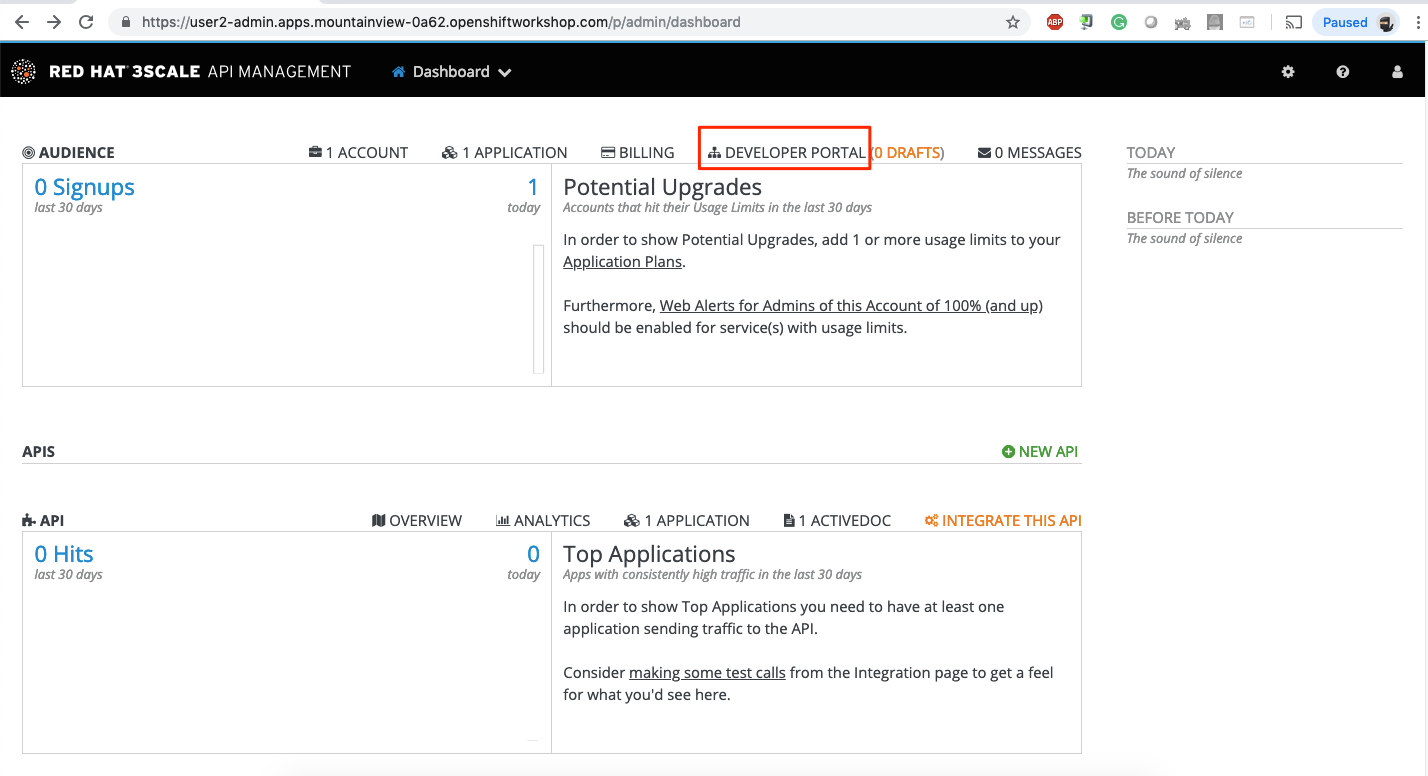 https://user2-admin.apps.mountainview-0a62.openshiftworkshop.com/p/admin/dashboard
ABP
Paused
RED HAT 3SCALE API MANAGEMENT
Dashboard
AUDIENCE
1 ACCOUNT
1 APPLICATION
BILLING
DEVELOPER PORTAL (0 DRAFTS)
0 MESSAGES
0 Signups
last 30 days
1
today
Potential Upgrades
Accounts that hit their Usage Limits in the last 30 days
In order to show Potential Upgrades, add 1 or more usage limits to your
Application Plans.
Furthermore, Web Alerts for Admins of this Account of 100% (and up)
should be enabled for service(s) with usage limits.
TODAY
The sound of silence
BEFORE TODAY
The sound of silence
APIS
NEW API
API
OVERVIEW
ANALYTICS
1 APPLICATION
1 ACTIVEDOC
INTEGRATE THIS API
0 Hits
last 30 days
0
today
Top Applications
Apps with consistently high traffic in the last 30 days
In order to show Top Applications you need to have at least one
application sending traffic to the API.
Consider making some test calls from the Integration page to get a feel
for what you'd see here.